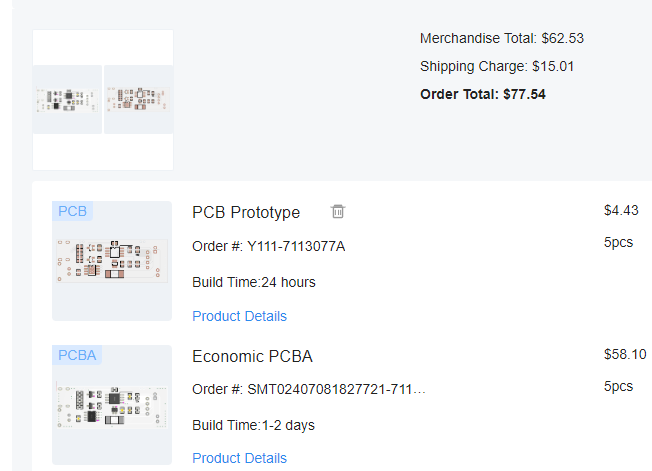 Merchandise Total: $62.53
Shipping Charge: $15.01
Order Total: $77.54
PCB
PCB Prototype
$4.43
Order #: Y111-7113077A
5pcs
Build Time:24 hours
Product Details
PCBA
Economic PCBA
$58.10
Order #: SMT02407081827721-711…
5pcs
Build Time:1-2 days
Product Details